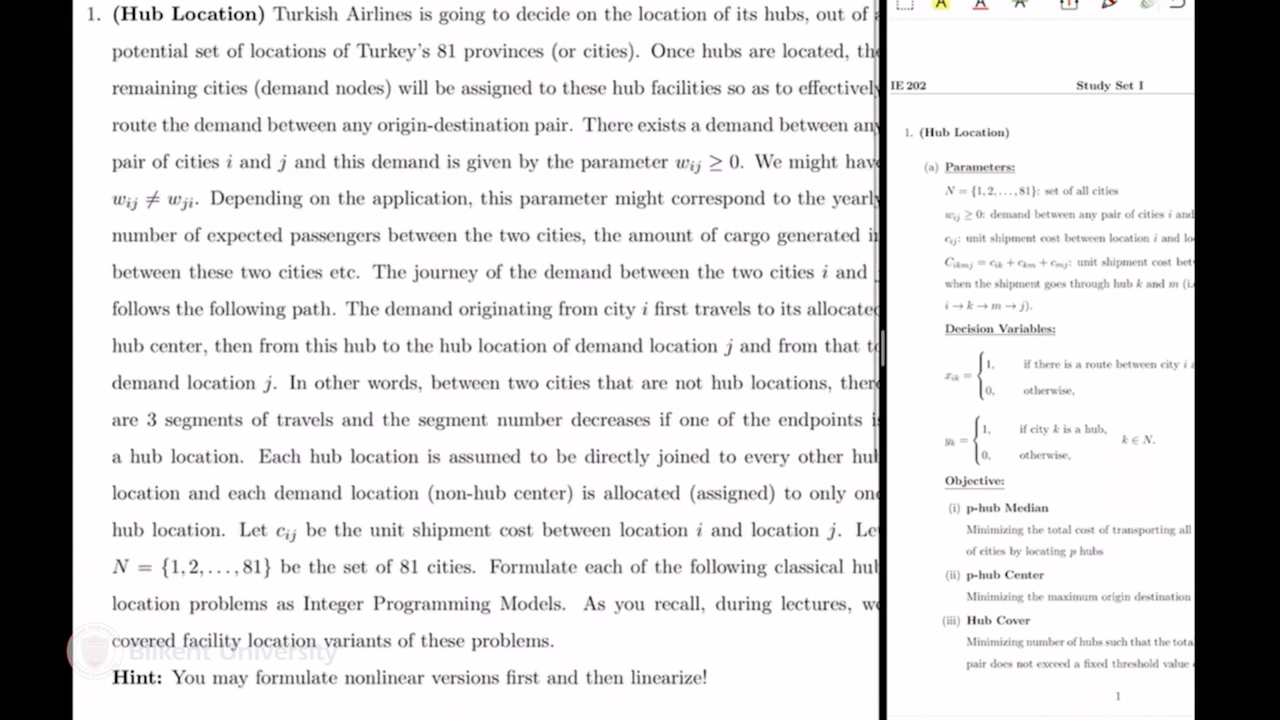 1. (Hub Location) Turkish Airlines is going to decide on the location of its hubs, out of a
potential set of locations of Turkey's 81 provinces (or cities). Once hubs are located, the
remaining cities (demand nodes) will be assigned to these hub facilities so as to effectively
route the demand between any origin-destination pair. There exists a demand between any
pair of cities i and j and this demand is given by the parameter w_ij ≥ 0. We might have
w_ij ≠ w_ji. Depending on the application, this parameter might correspond to the yearly
number of expected passengers between the two cities, the amount of cargo generated in
between these two cities etc. The journey of the demand between the two cities i and j
follows the following path. The demand originating from city i first travels to its allocated
hub center, then from this hub to the hub location of demand location j and from that to
demand location j. In other words, between two cities that are not hub locations, there
are 3 segments of travels and the segment number decreases if one of the endpoints is
a hub location. Each hub location is assumed to be directly joined to every other hub
location and each demand location (non-hub center) is allocated (assigned) to only one
hub location. Let c_ij be the unit shipment cost between location i and location j. Let
N = {1, 2, ..., 81} be the set of 81 cities. Formulate each of the following classical hub
location problems as Integer Programming Models. As you recall, during lectures, we
covered facility location variants of these problems.
Hint: You may formulate nonlinear versions first and then linearize!
Bilkent University
IE 202 Study Set I
1. (Hub Location)
(a) Parameters:
N = {1, 2, ..., 81}: set of all cities
w_ij ≥ 0: demand between any pair of cities i and
c_ij: unit shipment cost between location i and lo
C_ikmj = c_ik + c_km + c_mj: unit shipment cost bet
when the shipment goes through hub k and m (i.
i → k → m → j).
Decision Variables:
x_ik = { 1, if there is a route between city i
0, otherwise,
y_k = { 1, if city k is a hub, k ∈ N.
0, otherwise,
Objective:
(i) p-hub Median
Minimizing the total cost of transporting all
of cities by locating p hubs
(ii) p-hub Center
Minimizing the maximum origin destination
(iii) Hub Cover
Minimizing number of hubs such that the tota
pair does not exceed a fixed threshold value
1